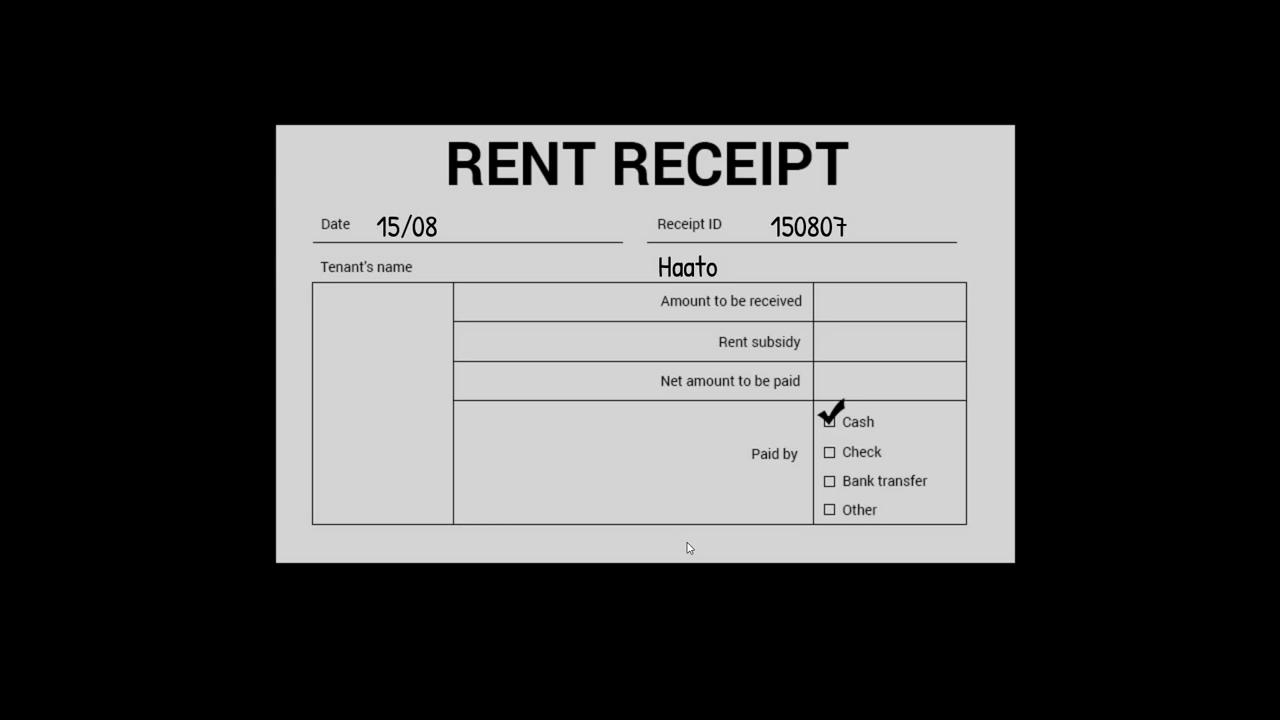 RENT RECEIPT
Date 15/08 Receipt ID 150807
Tenant's name Haato
Amount to be received
Rent subsidy
Net amount to be paid
Paid by
Cash
Check
Bank transfer
Other